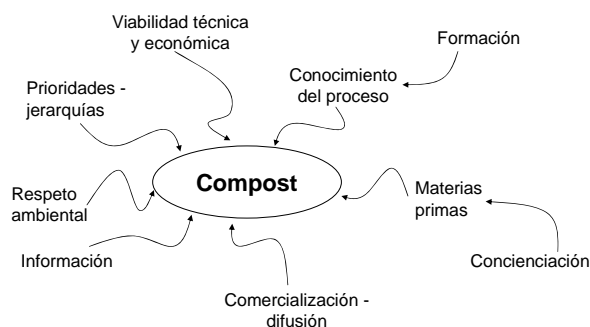 Viabilidad técnica
y económica
Formación
Conocimiento
del proceso
Prioridades -
jerarquías
Compost
Respeto
ambiental
Materias
primas
Información
Concienciación
Comercialización -
difusión